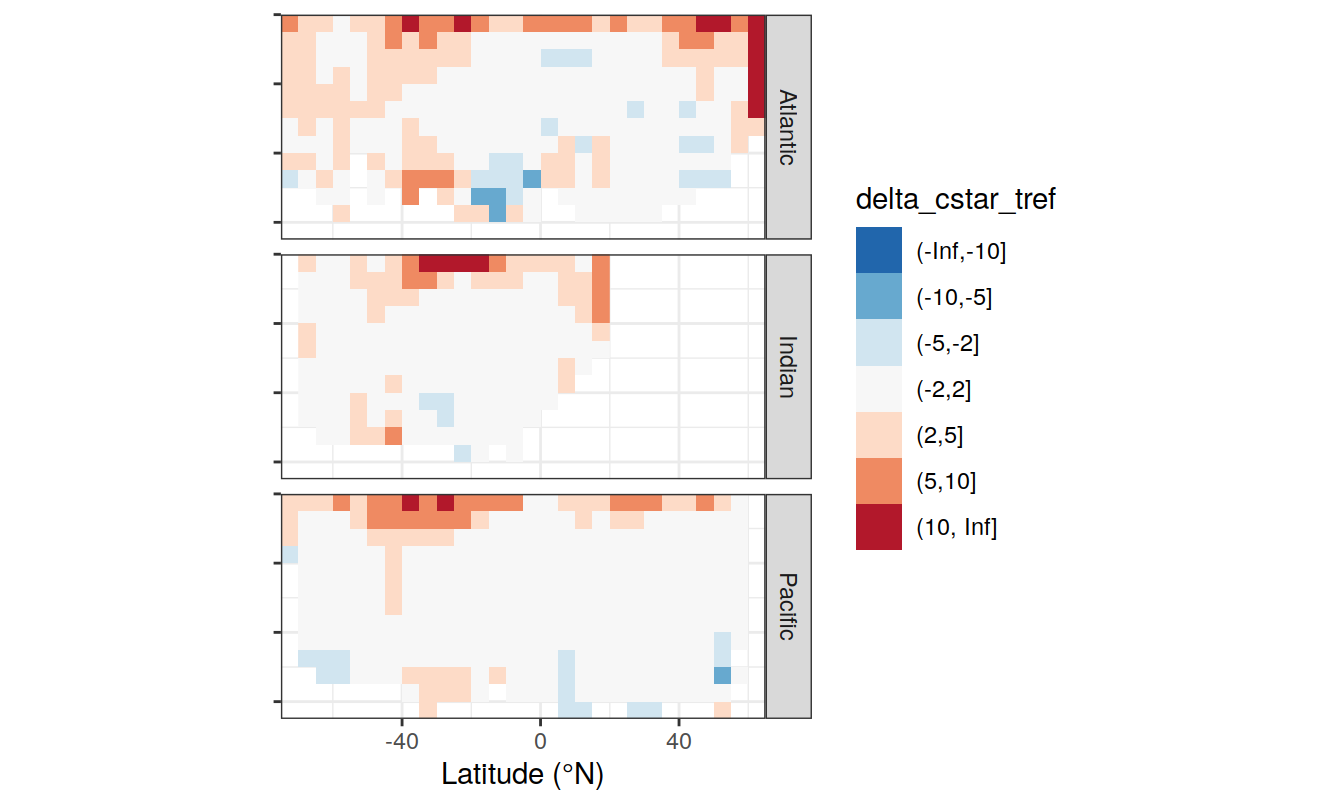 Atlantic
Indian
Pacific
-40 0 40
Latitude (°N)
delta_cstar_tref
(-Inf,-10]
(-10,-5]
(-5,-2]
(-2,2]
(2,5]
(5,10]
(10, Inf]